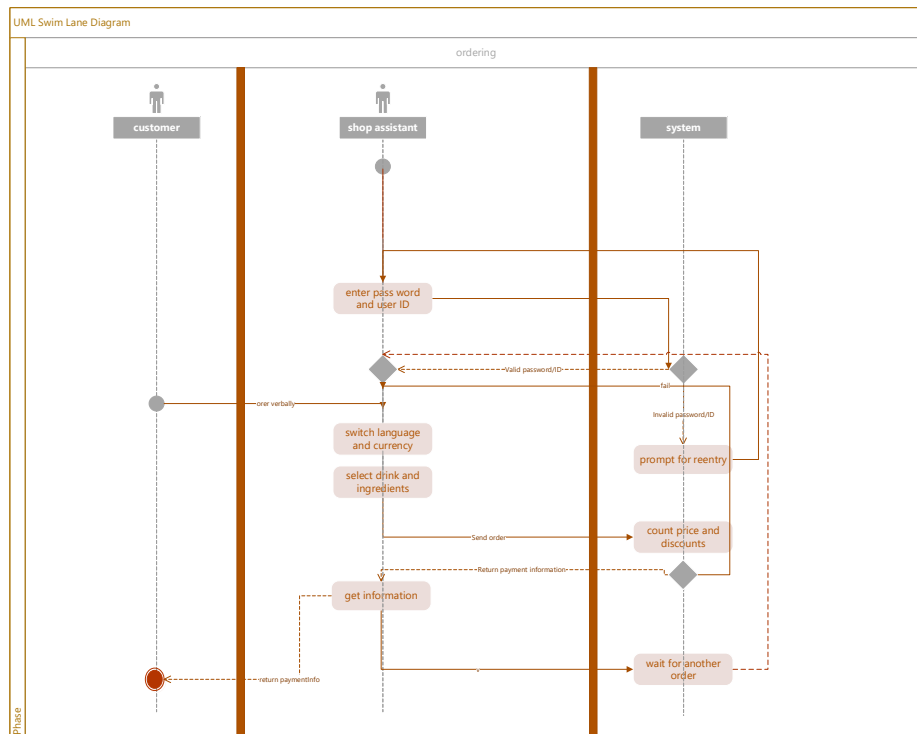 UML Swim Lane Diagram
ordering
customer
shop assistant
system
enter pass word
and user ID
Valid password/ID
fail
orer verbally
Invalid password/ID
switch language
and currency
prompt for reentry
select drink and
ingredients
Send order
count price and
discounts
Return payment information
get information
wait for another
order
return paymentInfo
Phase